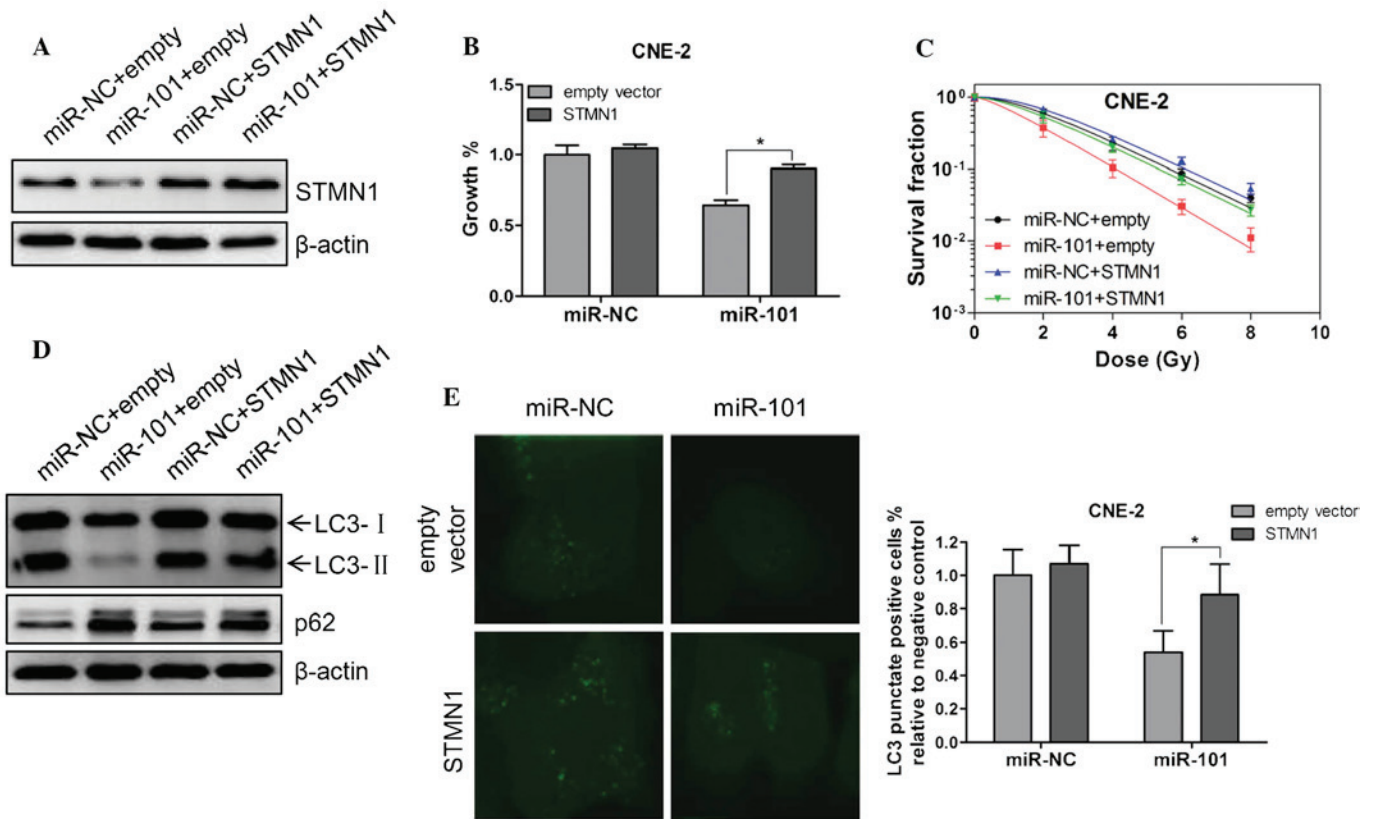 A
miR-NC+empty
miR-101+empty
miR-NC+STMN1
miR-101+STMN1
STMN1
β-actin
B
CNE-2
empty vector
STMN1
Growth %
1.5
1.0
0.5
0.0
*
miR-NC
miR-101
C
CNE-2
Survival fraction
10⁰
10⁻¹
10⁻²
10⁻³
miR-NC+empty
miR-101+empty
miR-NC+STMN1
miR-101+STMN1
0 2 4 6 8 10
Dose (Gy)
D
miR-NC+empty
miR-101+empty
miR-NC+STMN1
miR-101+STMN1
←LC3-Ⅰ
←LC3-Ⅱ
p62
β-actin
E
miR-NC
miR-101
empty
vector
STMN1
CNE-2
empty vector
STMN1
LC3 punctate positive cells %
relative to negative control
1.2
1.0
0.8
0.6
0.4
0.2
0.0
*
miR-NC
miR-101